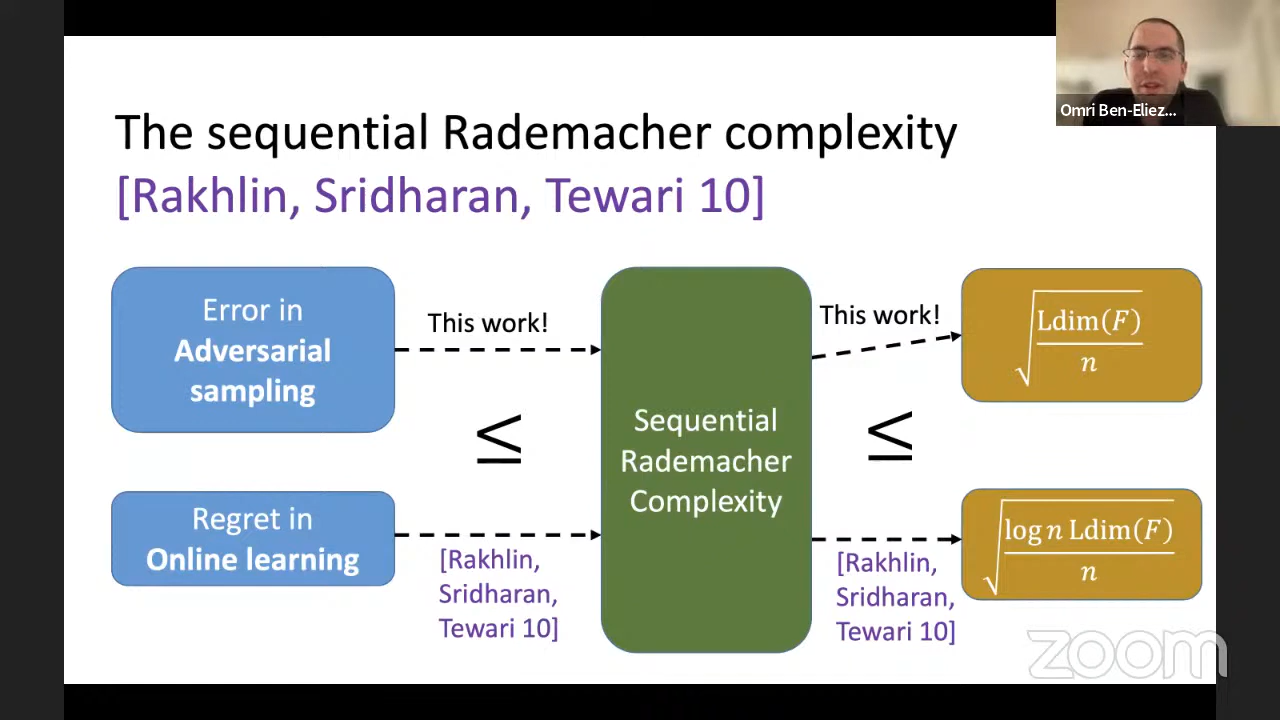 The sequential Rademacher complexity
[Rakhlin, Sridharan, Tewari 10]
Omri Ben-Eliez...
Error in
Adversarial
sampling
This work!
≤
Regret in
Online learning
[Rakhlin,
Sridharan,
Tewari 10]
Sequential
Rademacher
Complexity
This work!
≤
[Rakhlin,
Sridharan,
Tewari 10]
√(Ldim(F)/n)
√(log n Ldim(F)/n)
zoom